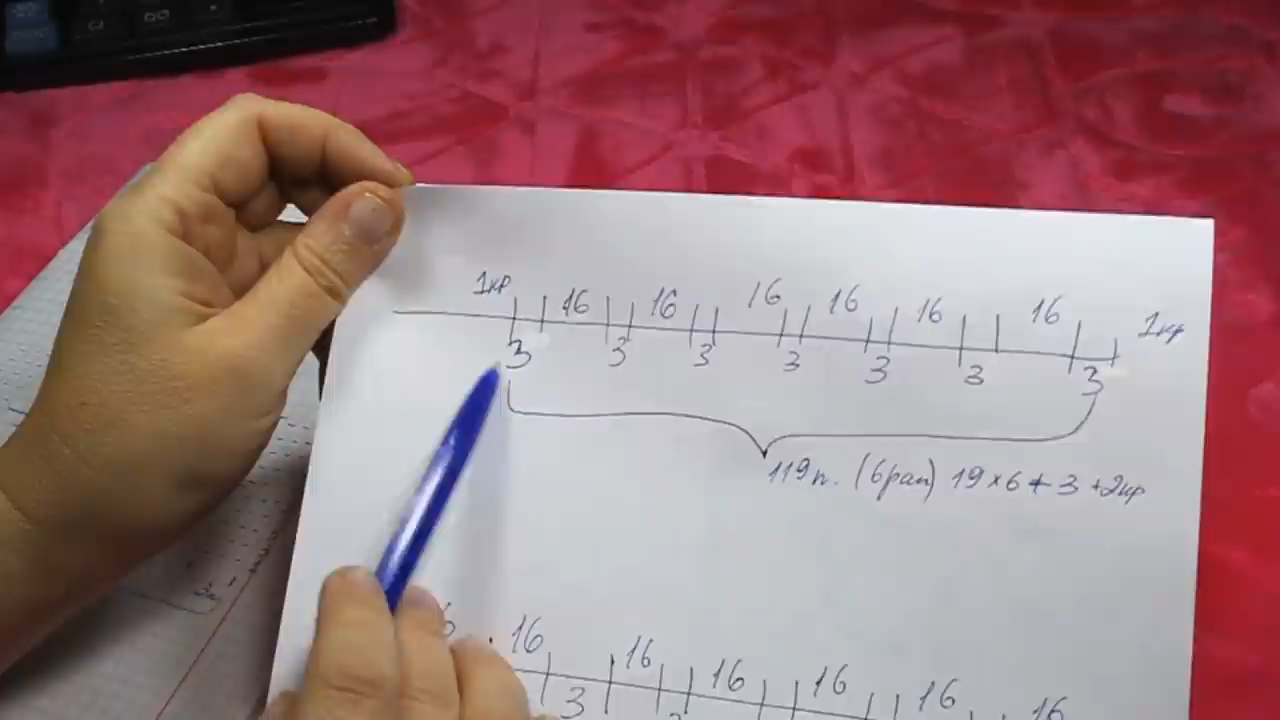 1кр 16 16 16 16 16 16 1кр
3 3 3 3 3 3 3
119п. (6рап) 19×6+3+2кр
16 16 16 16 16 16
3